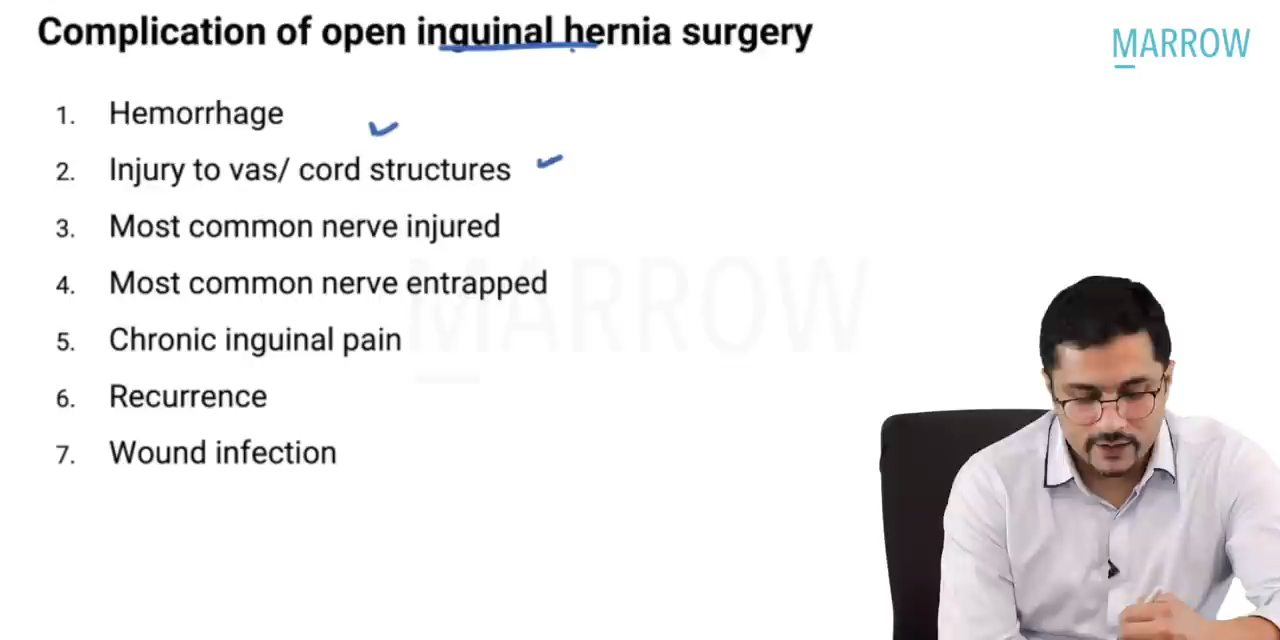 Complication of open inguinal hernia surgery
MARROW
1. Hemorrhage
2. Injury to vas/ cord structures
3. Most common nerve injured
4. Most common nerve entrapped
5. Chronic inguinal pain
6. Recurrence
7. Wound infection
MARROW